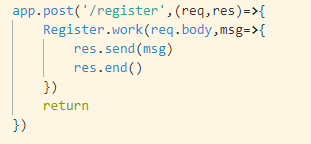 app.post('/register',(req,res)=>{
    Register.work(req.body,msg=>{
        res.send(msg)
        res.end()
    })
    return
})